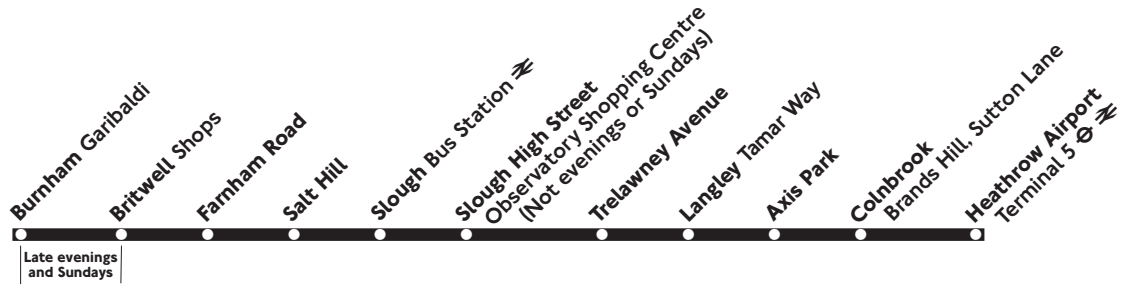 Burnham Garibaldi
Britwell Shops
Farnham Road
Salt Hill
Slough Bus Station
Slough High Street
Observatory Shopping Centre
(Not evenings or Sundays)
Trelawney Avenue
Langley Tamar Way
Axis Park
Colnbrook
Brands Hill, Sutton Lane
Heathrow Airport
Terminal 5
Late evenings
and Sundays